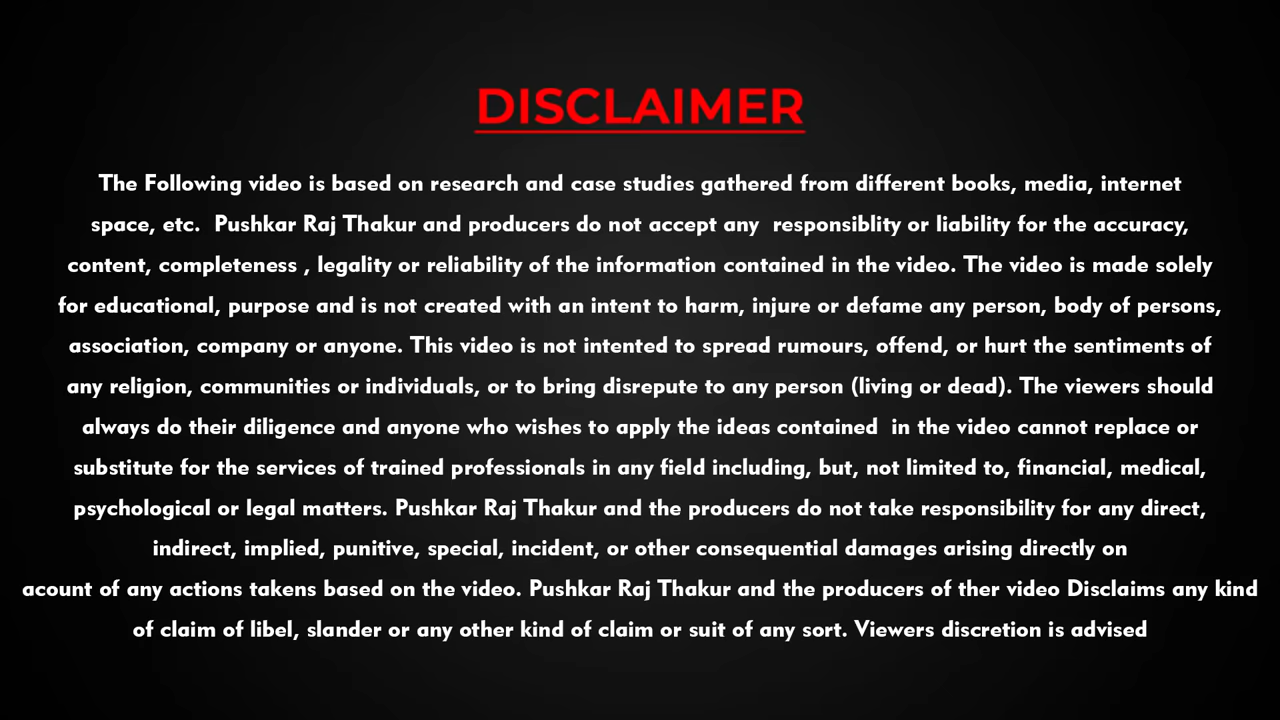 DISCLAIMER
The Following video is based on research and case studies gathered from different books, media, internet
space, etc.  Pushkar Raj Thakur and producers do not accept any  responsiblity or liability for the accuracy,
content, completeness , legality or reliability of the information contained in the video. The video is made solely
for educational, purpose and is not created with an intent to harm, injure or defame any person, body of persons,
association, company or anyone. This video is not intented to spread rumours, offend, or hurt the sentiments of
any religion, communities or individuals, or to bring disrepute to any person (living or dead). The viewers should
always do their diligence and anyone who wishes to apply the ideas contained  in the video cannot replace or
substitute for the services of trained professionals in any field including, but, not limited to, financial, medical,
psychological or legal matters. Pushkar Raj Thakur and the producers do not take responsibility for any direct,
indirect, implied, punitive, special, incident, or other consequential damages arising directly on
acount of any actions takens based on the video. Pushkar Raj Thakur and the producers of ther video Disclaims any kind
of claim of libel, slander or any other kind of claim or suit of any sort. Viewers discretion is advised